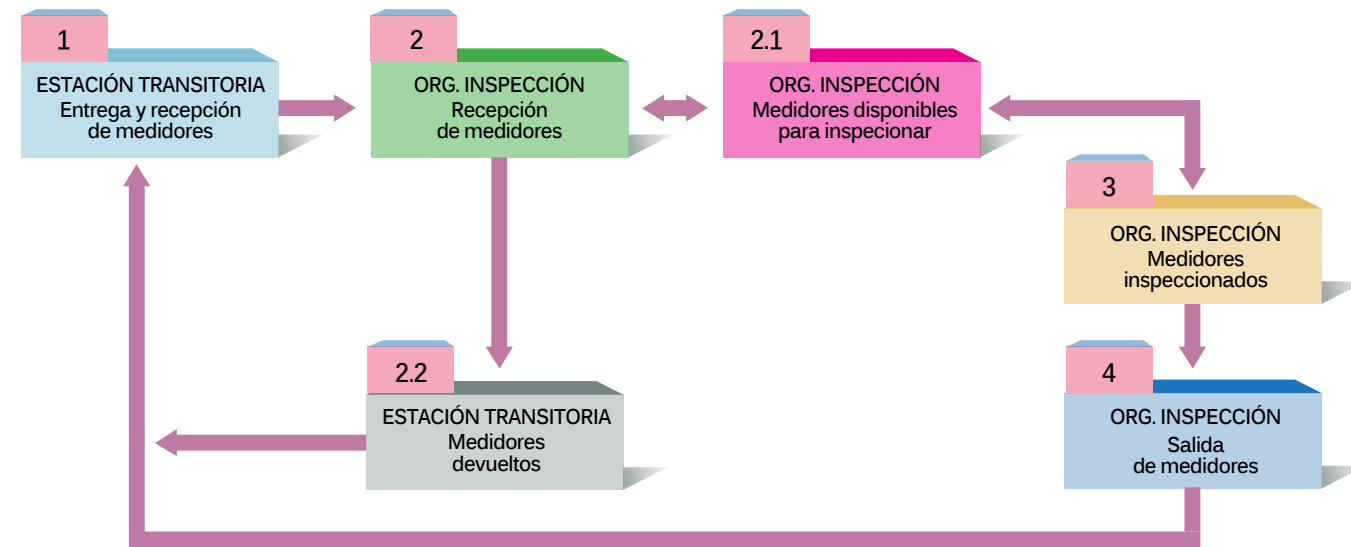 1
ESTACIÓN TRANSITORIA
Entrega y recepción
de medidores
2
ORG. INSPECCIÓN
Recepción
de medidores
2.1
ORG. INSPECCIÓN
Medidores disponibles
para inspecionar
3
ORG. INSPECCIÓN
Medidores
inspeccionados
2.2
ESTACIÓN TRANSITORIA
Medidores
devueltos
4
ORG. INSPECCIÓN
Salida
de medidores